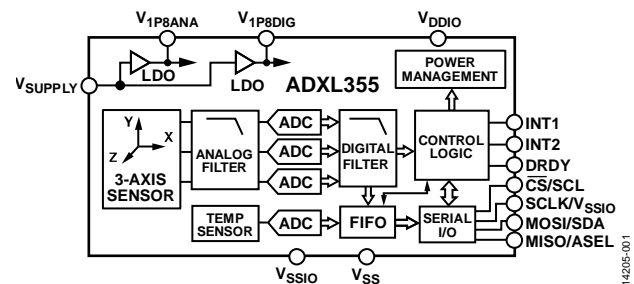 V1P8ANA
V1P8DIG
VDDIO
VSUPPLY
LDO
LDO
ADXL355
POWER
MANAGEMENT
Y
X
Z
3-AXIS
SENSOR
ANALOG
FILTER
ADC
ADC
ADC
DIGITAL
FILTER
CONTROL
LOGIC
INT1
INT2
DRDY
CS/SCL
SCLK/VSSIO
MOSI/SDA
MISO/ASEL
TEMP
SENSOR
ADC
FIFO
SERIAL
I/O
VSSIO
VSS
14205-001